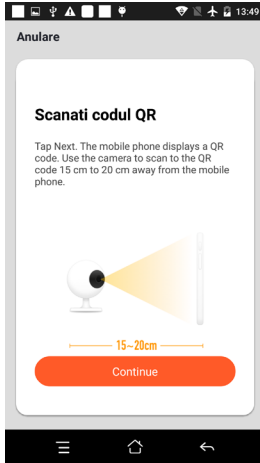 13:49
Anulare
Scanati codul QR
Tap Next. The mobile phone displays a QR
code. Use the camera to scan to the QR
code 15 cm to 20 cm away from the mobile
phone.
15~20cm
Continue